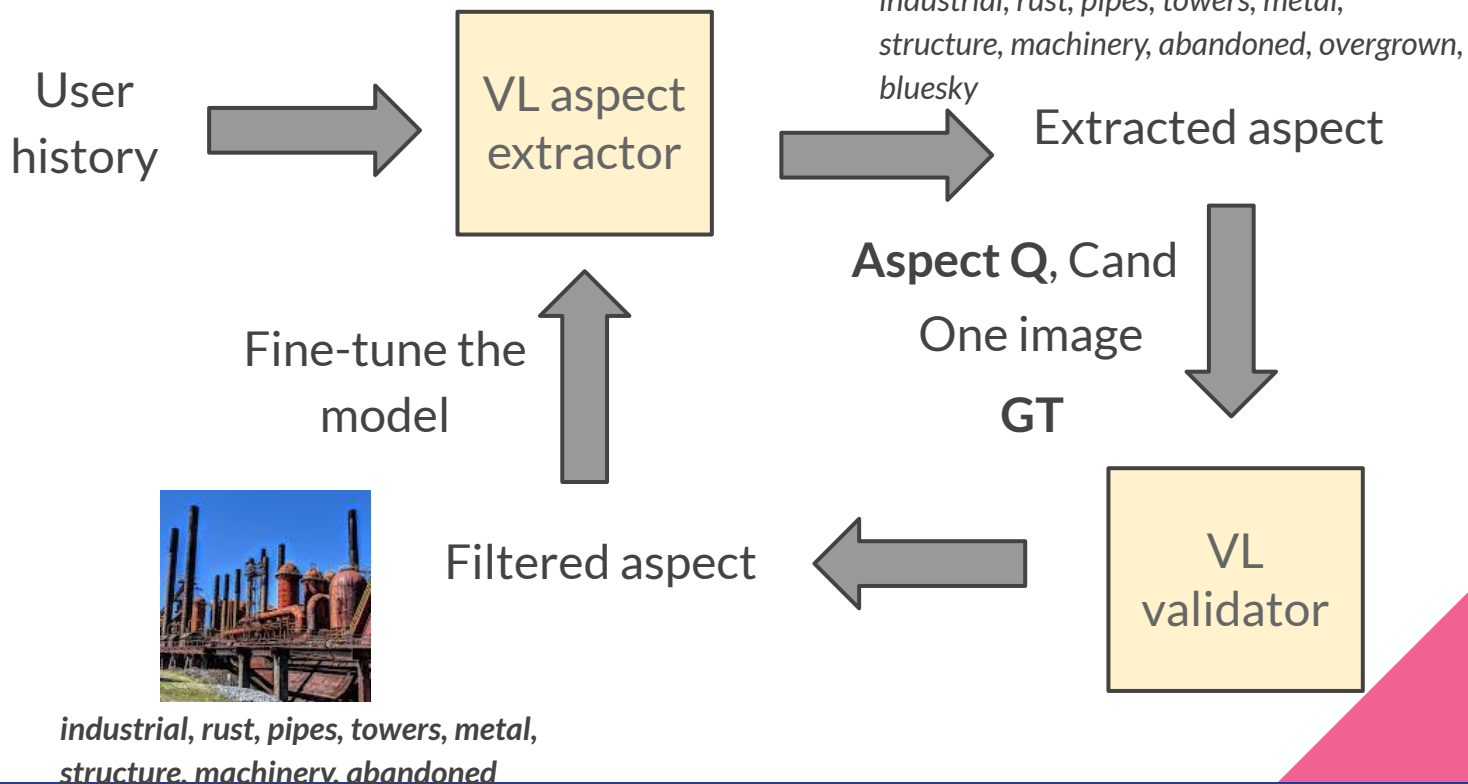 industrial, rust, pipes, towers, metal,
structure, machinery, abandoned, overgrown,
bluesky
User
history
VL aspect
extractor
Extracted aspect
Aspect Q, Cand
One image
GT
Fine-tune the
model
VL
validator
Filtered aspect
industrial, rust, pipes, towers, metal,
structure, machinery, abandoned